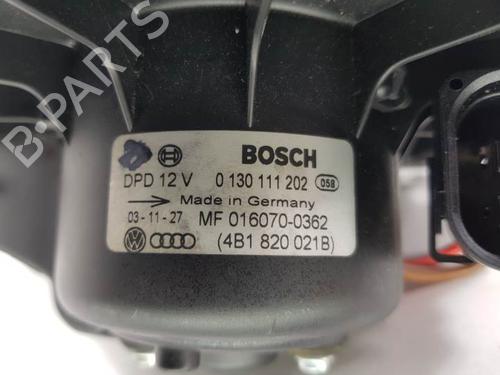 BOSCH
DPD 12 V 0 130 111 202 058
Made in Germany
03-11-27 MF 016070-0362
(4B1 820 021B)
B-PARTS